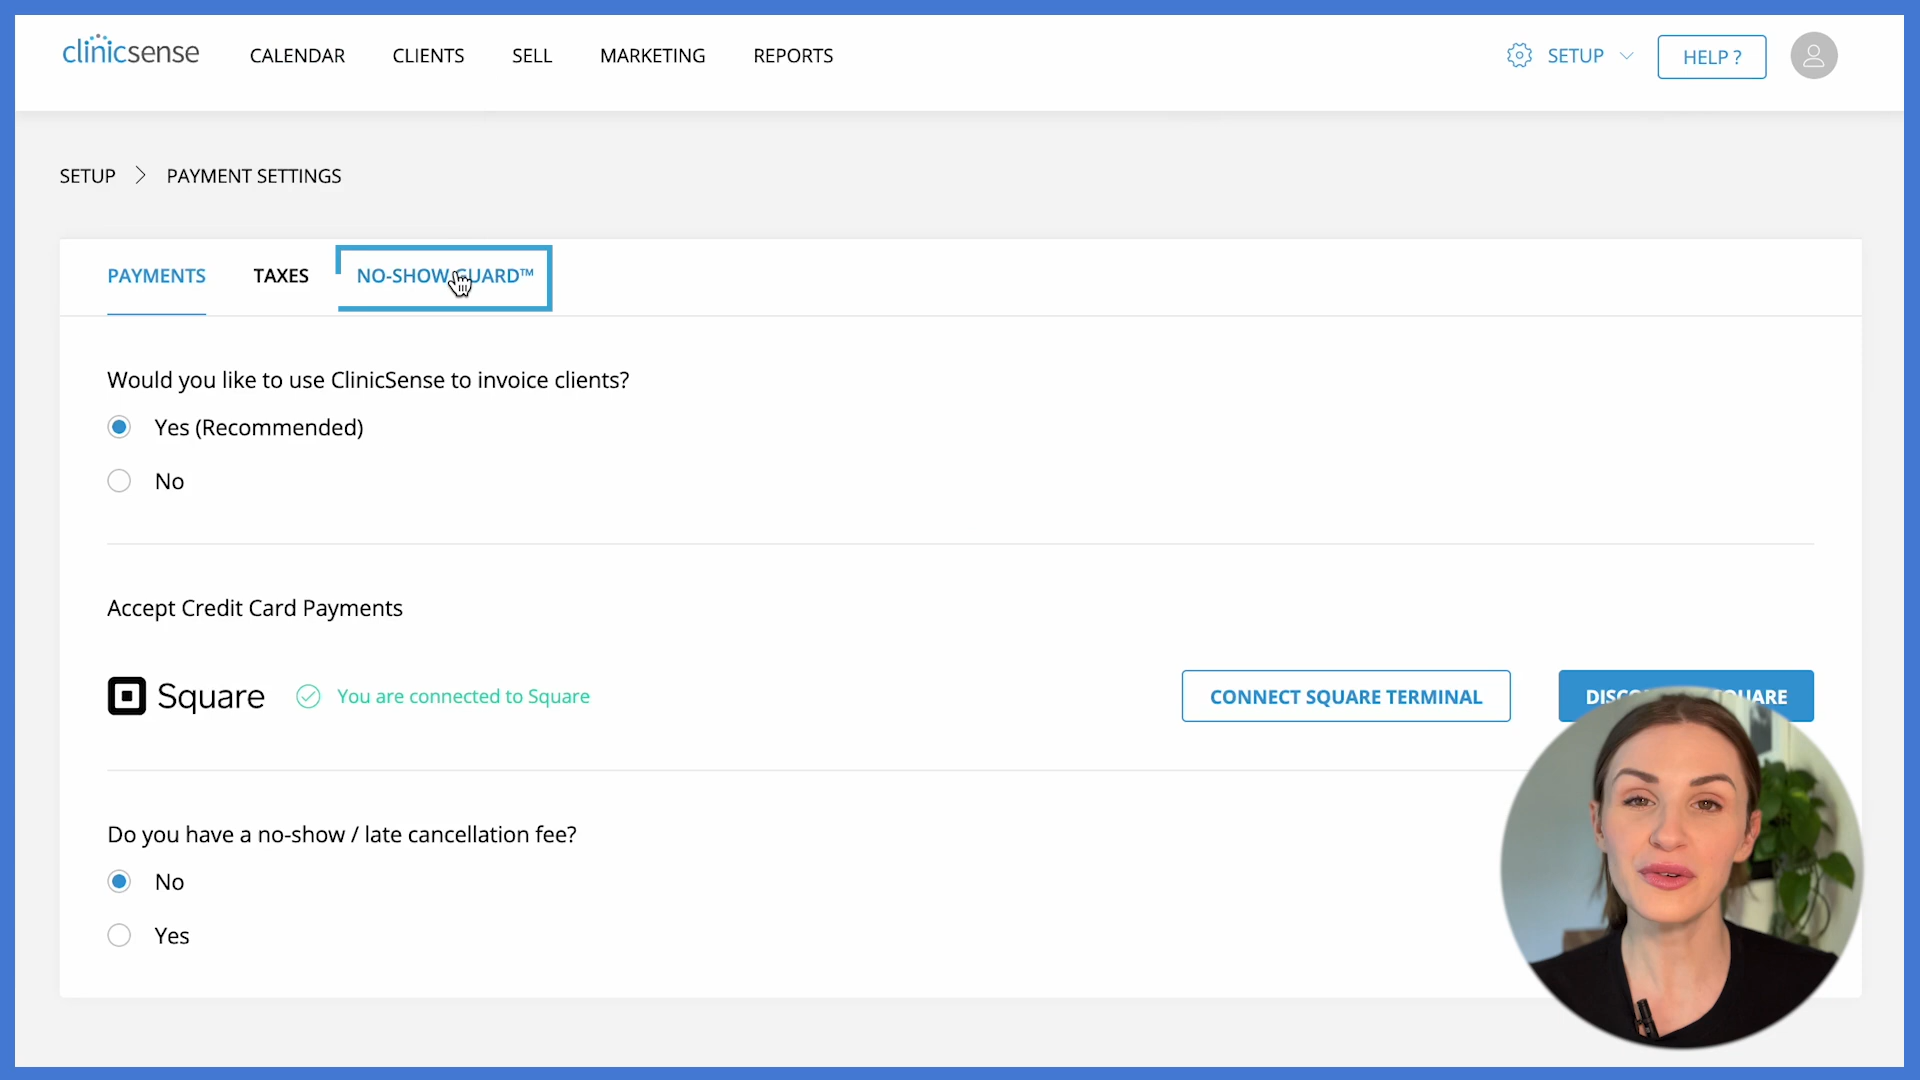 clinicsense CALENDAR CLIENTS SELL MARKETING REPORTS SETUP HELP ?
SETUP PAYMENT SETTINGS
PAYMENTS TAXES NO-SHOW GUARD™
Would you like to use ClinicSense to invoice clients?
Yes (Recommended)
No
Accept Credit Card Payments
Square You are connected to Square CONNECT SQUARE TERMINAL
Do you have a no-show / late cancellation fee?
No
Yes